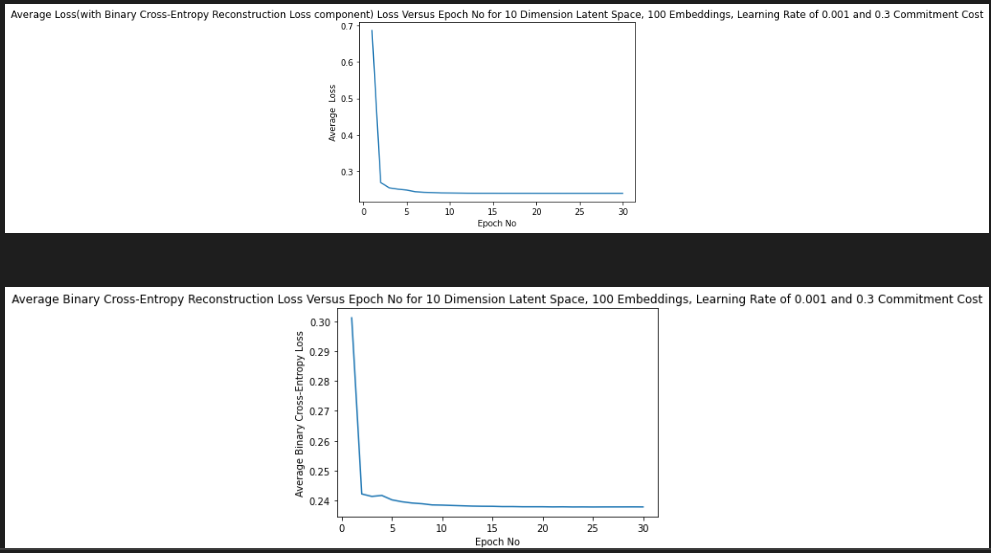 Average Loss(with Binary Cross-Entropy Reconstruction Loss component) Loss Versus Epoch No for 10 Dimension Latent Space, 100 Embeddings, Learning Rate of 0.001 and 0.3 Commitment Cost
0.7
0.6
0.5
0.4
0.3
Average Loss
0 5 10 15 20 25 30
Epoch No
Average Binary Cross-Entropy Reconstruction Loss Versus Epoch No for 10 Dimension Latent Space, 100 Embeddings, Learning Rate of 0.001 and 0.3 Commitment Cost
0.30
0.29
0.28
0.27
0.26
0.25
0.24
Average Binary Cross-Entropy Loss
0 5 10 15 20 25 30
Epoch No